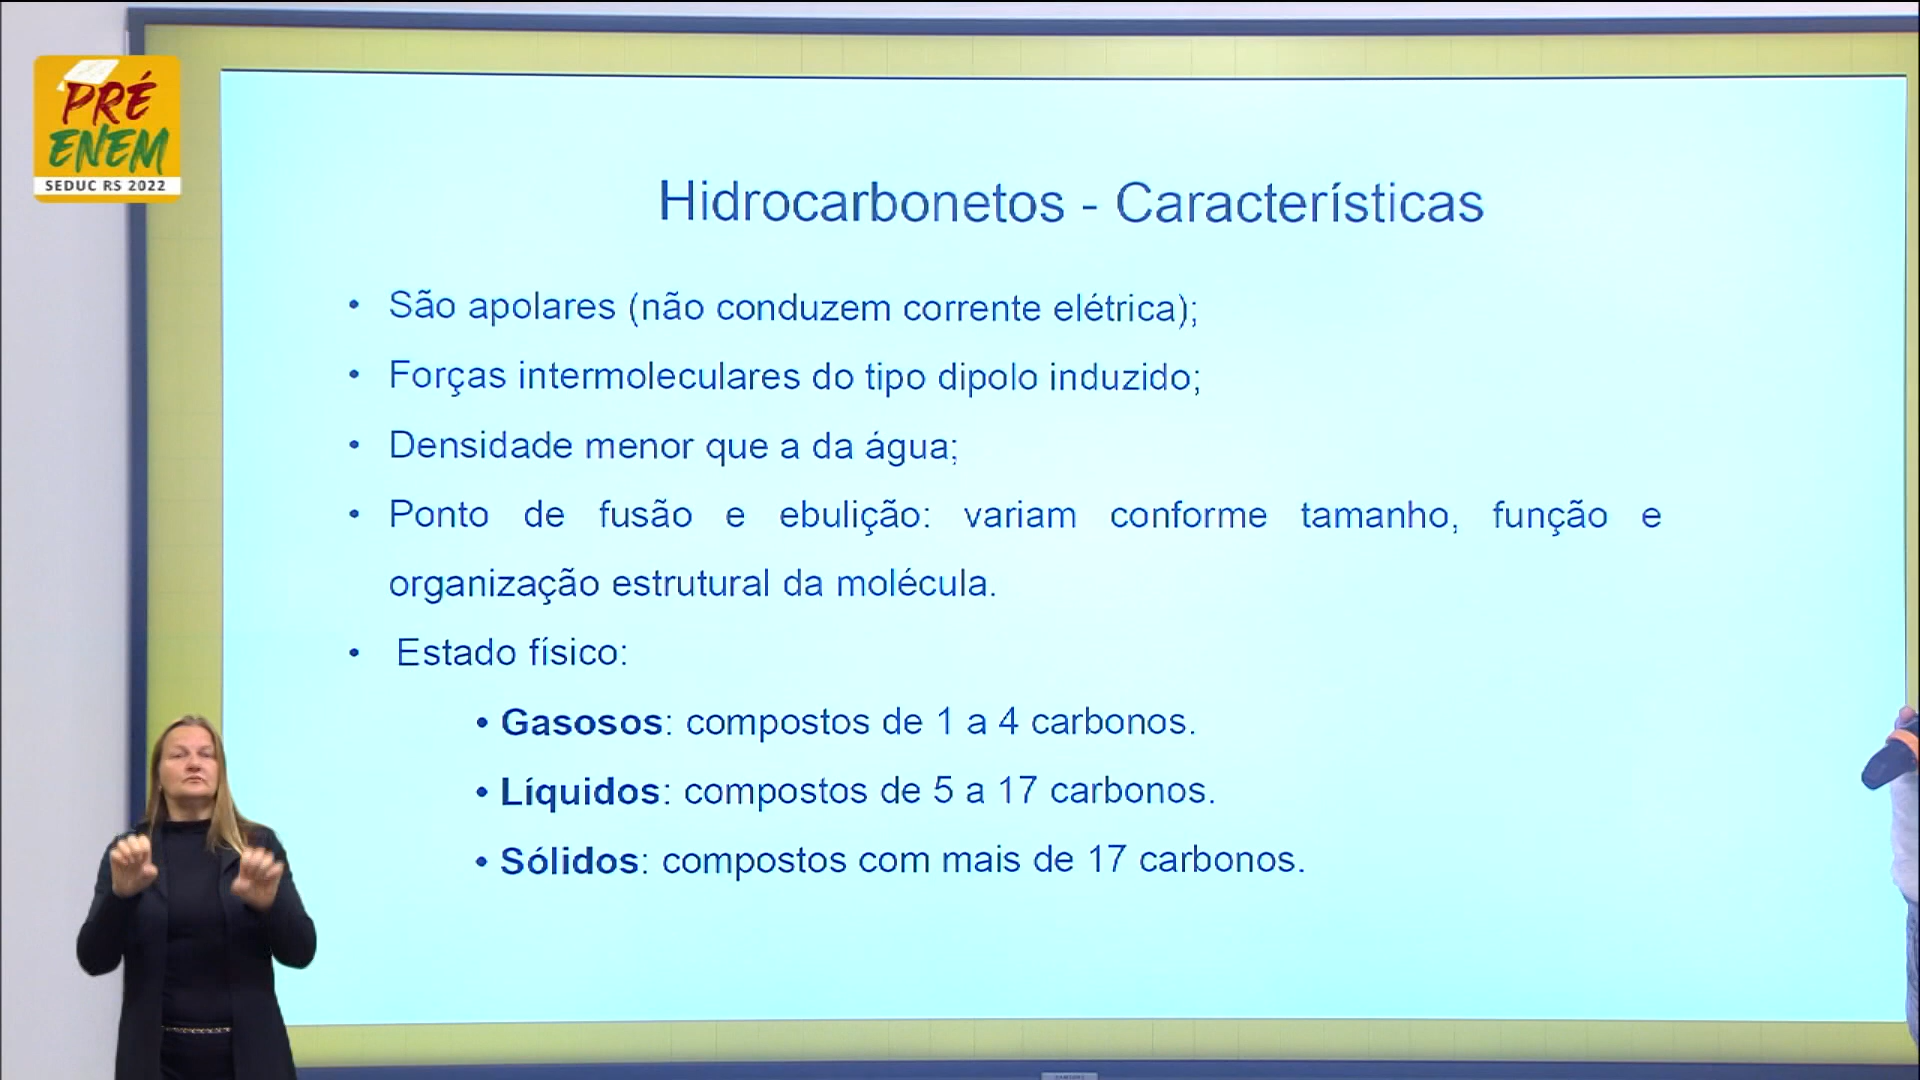 PRÉ
ENEM
SEDUC RS 2022
Hidrocarbonetos - Características
• São apolares (não conduzem corrente elétrica);
• Forças intermoleculares do tipo dipolo induzido;
• Densidade menor que a da água;
• Ponto de fusão e ebulição: variam conforme tamanho, função e
organização estrutural da molécula.
• Estado físico:
• Gasosos: compostos de 1 a 4 carbonos.
• Líquidos: compostos de 5 a 17 carbonos.
• Sólidos: compostos com mais de 17 carbonos.
SAMSUNG